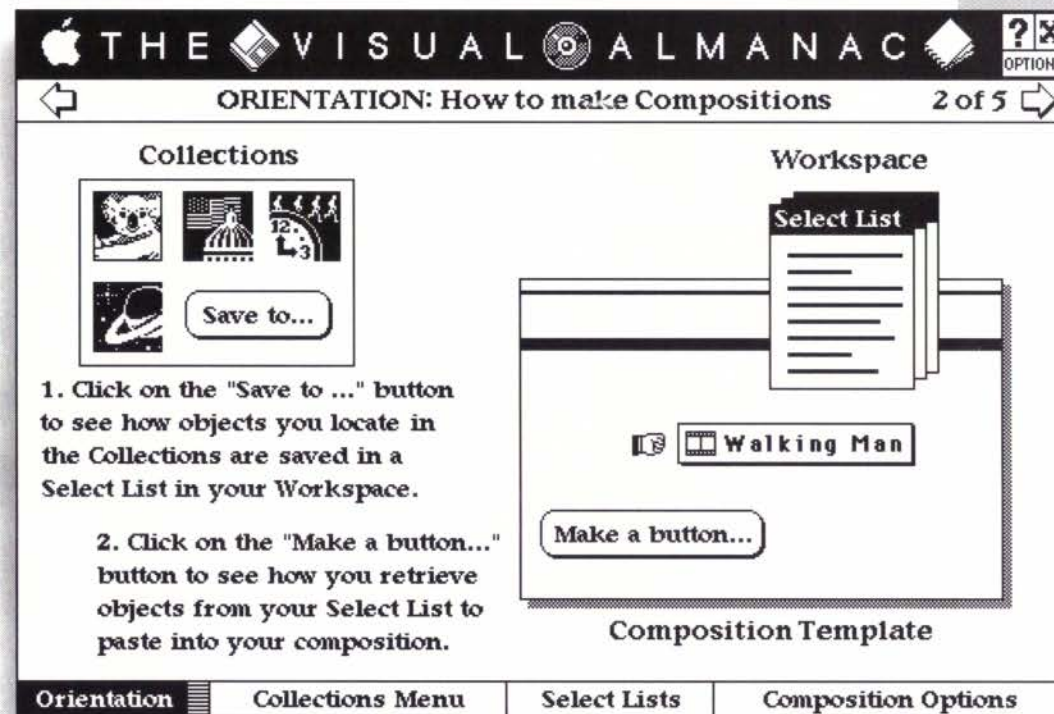 THE VISUAL ALMANAC
?
OPTION
ORIENTATION: How to make Compositions 2 of 5
Collections
12
3
Save to...
1. Click on the "Save to ..." button
to see how objects you locate in
the Collections are saved in a
Select List in your Workspace.
2. Click on the "Make a button..."
button to see how you retrieve
objects from your Select List to
paste into your composition.
Workspace
Select List
Walking Man
Make a button...
Composition Template
Orientation Collections Menu Select Lists Composition Options